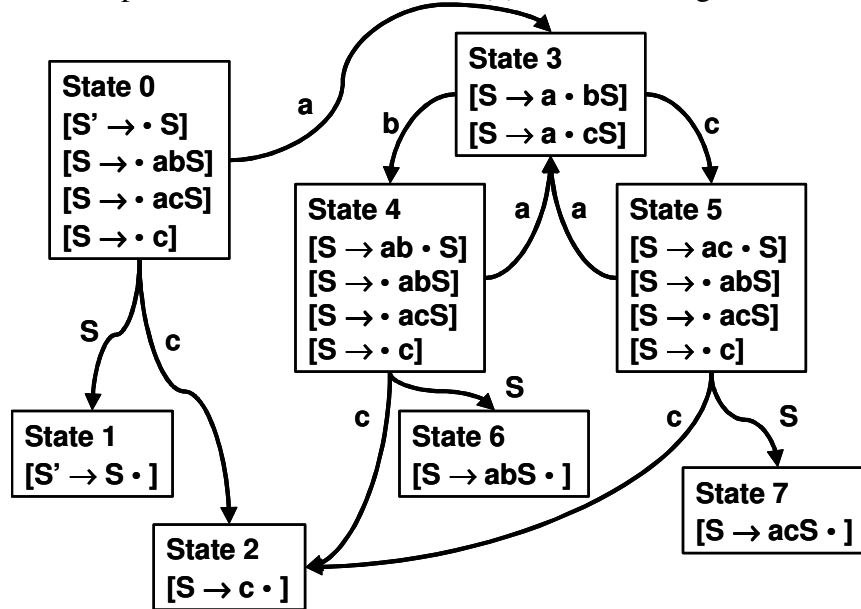 State 3
[S → a • bS]
[S → a • cS]
State 0
[S' → • S]
[S → • abS]
[S → • acS]
[S → • c]
a
b
c
State 4
[S → ab • S]
[S → • abS]
[S → • acS]
[S → • c]
a
a
State 5
[S → ac • S]
[S → • abS]
[S → • acS]
[S → • c]
S
c
c
S
c
S
State 1
[S' → S • ]
State 6
[S → abS • ]
State 7
[S → acS • ]
State 2
[S → c • ]